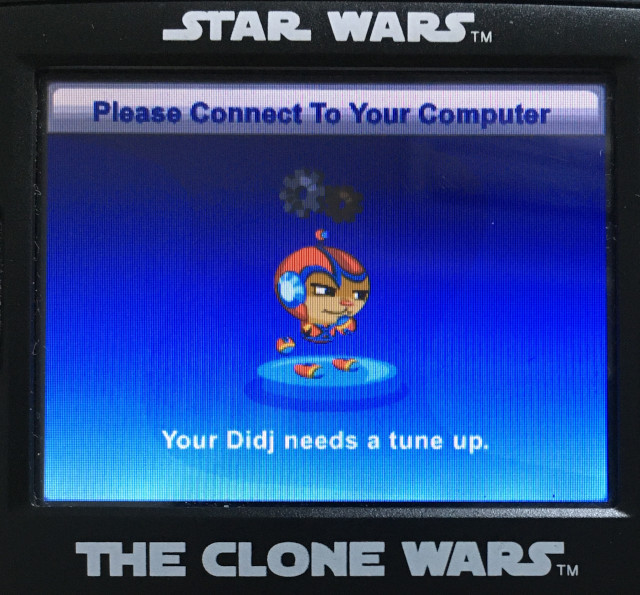 STAR WARS™
Please Connect To Your Computer
Your Didj needs a tune up.
THE CLONE WARS™